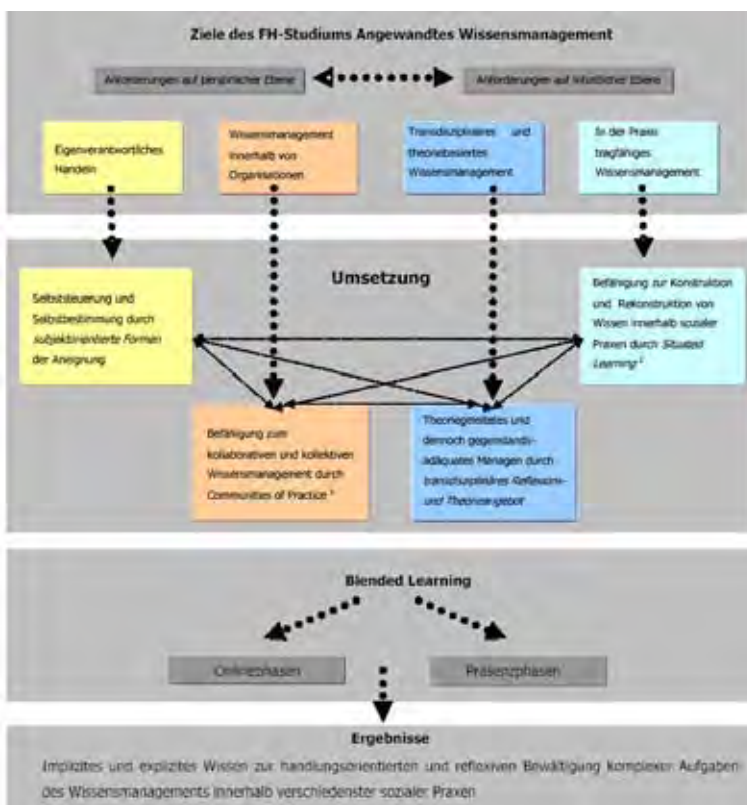 Ziele des FH-Studiums Angewandtes Wissensmanagement
Anforderungen auf persönlicher Ebene
Anforderungen auf inhaltlicher Ebene
Eigenverantwortliches
Handeln
Wissensmanagement
innerhalb von
Organisationen
Transdisziplinäres und
theoriebasiertes
Wissensmanagement
In der Praxis
tragfähiges
Wissensmanagement
Umsetzung
Selbststeuerung und
Selbstbestimmung durch
subjektorientierte Formen
der Aneignung
Befähigung zur Konstruktion
und Rekonstruktion von
Wissen innerhalb sozialer
Praxen durch Situated
Learning
Befähigung zum
kollaborativen und kollektiven
Wissensmanagement durch
Communities of Practice
Theoriegeleitetes und
dennoch gegenstands-
adäquates Managen durch
transdisziplinäres Reflexions-
und Theorieangebot
Blended Learning
Onlinephasen
Präsenzphasen
Ergebnisse
Implizites und explizites Wissen zur handlungsorientierten und reflexiven Bewältigung komplexer Aufgaben
des Wissensmanagements innerhalb verschiedenster sozialer Praxen